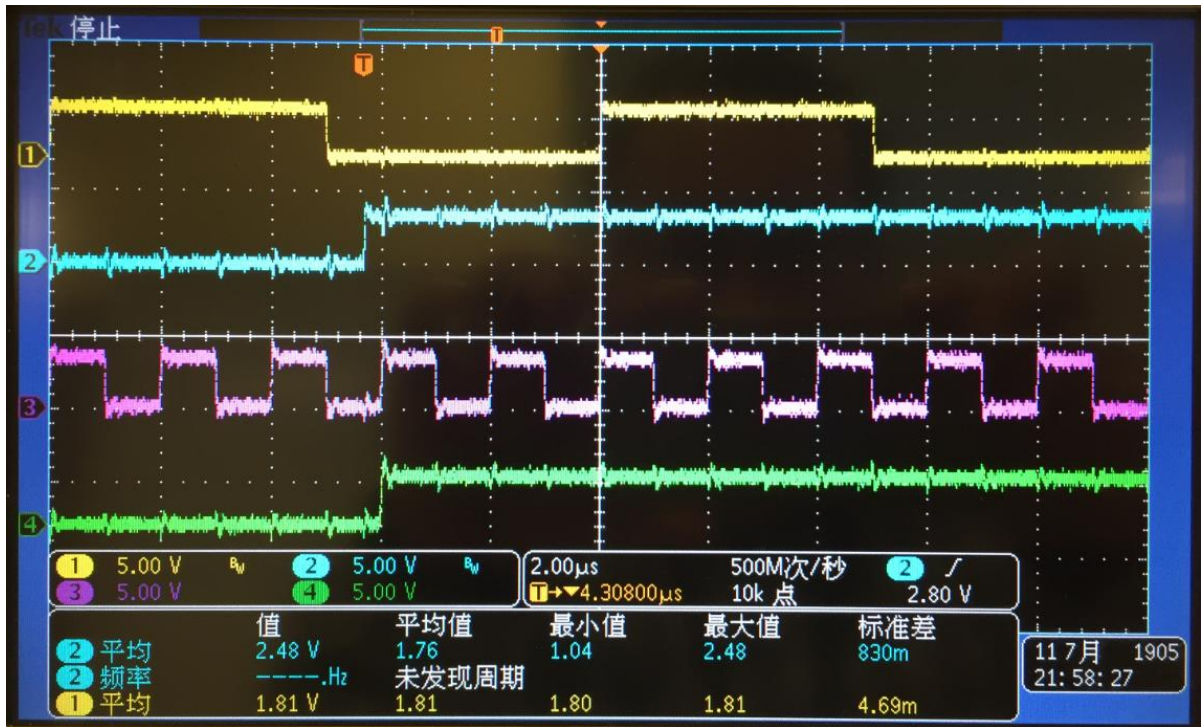 Tek 停止
T
T
1
2
3
4
1 5.00 V BW 2 5.00 V BW 2.00μs 500M次/秒 2
3 5.00 V 4 5.00 V T→▼4.30800μs 10k 点 2.80 V
值 平均值 最小值 最大值 标准差
2 平均 2.48 V 1.76 1.04 2.48 830m
2 频率 ----.Hz 未发现周期
1 平均 1.81 V 1.81 1.80 1.81 4.69m
11 7月 1905
21:58:27